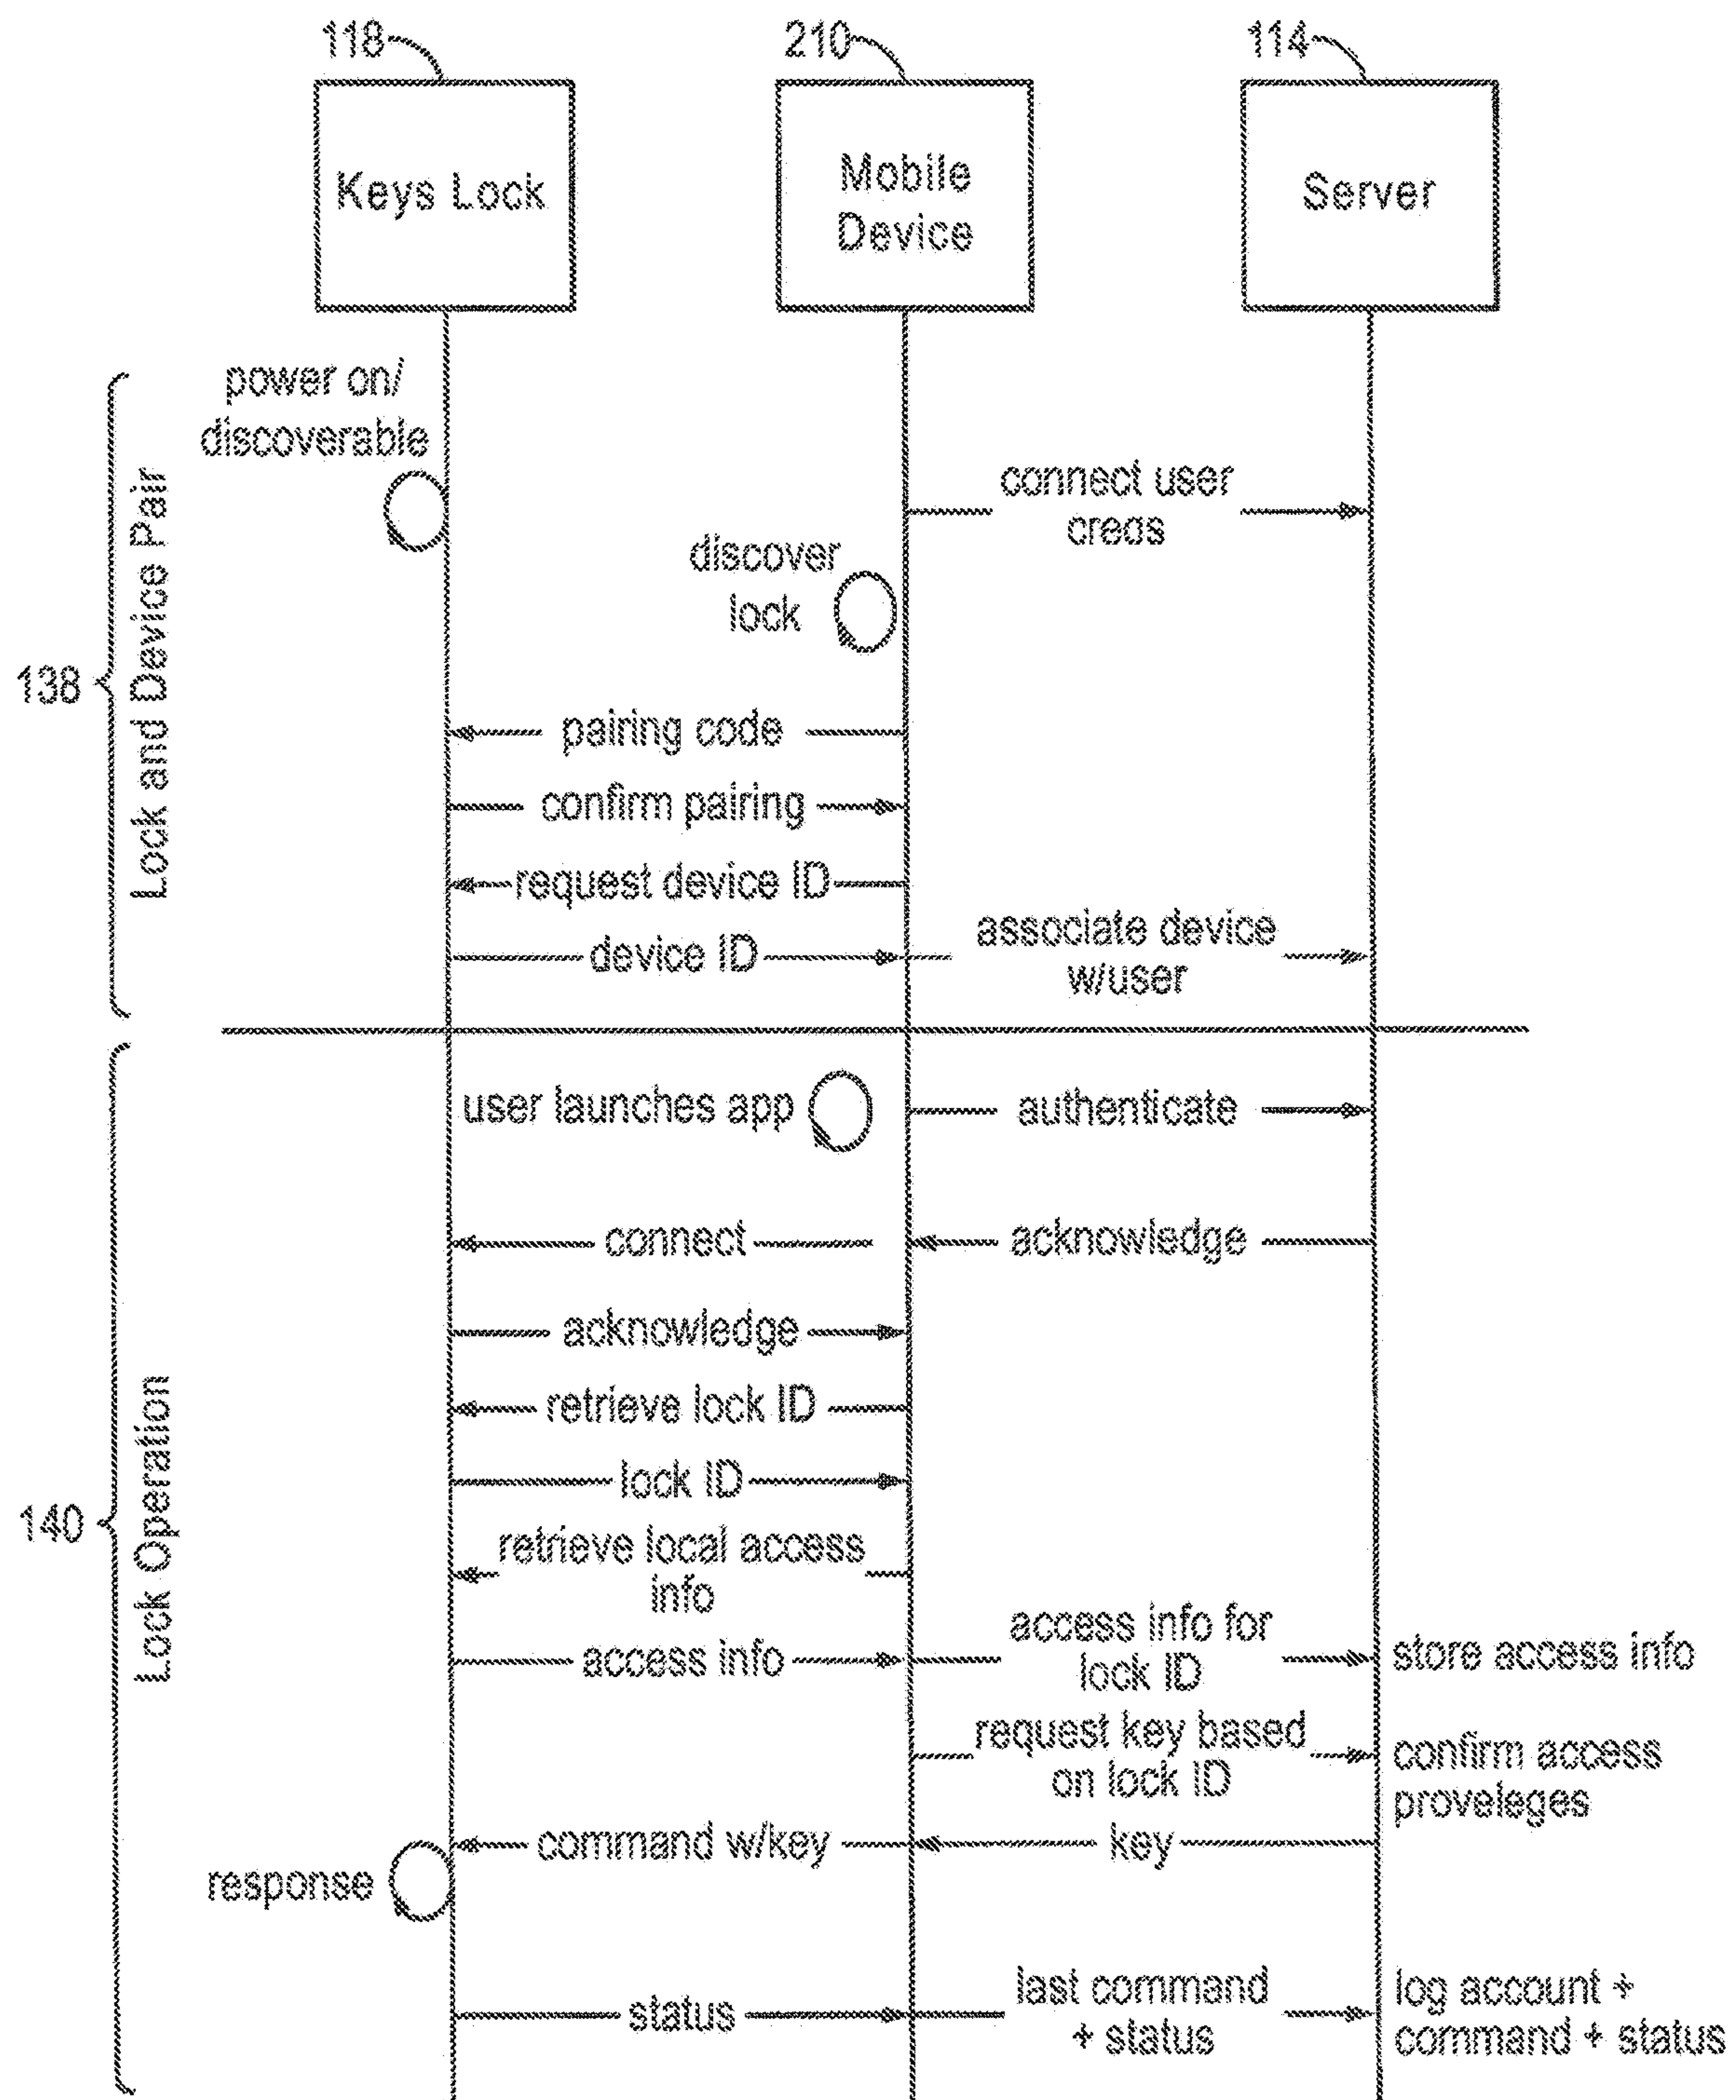 118
210
114
Keys Lock
Mobile
Device
Server
power on/
discoverable
connect user
creds
discover
lock
138
Lock and Device Pair
pairing code
confirm pairing
request device ID
device ID
associate device
w/user
user launches app
authenticate
connect
acknowledge
acknowledge
retrieve lock ID
lock ID
140
Lock Operation
retrieve local access
info
access info
access info for
lock ID
store access info
request key based
on lock ID
confirm access
proveleges
command w/key
key
response
status
last command
+ status
log account +
command + status